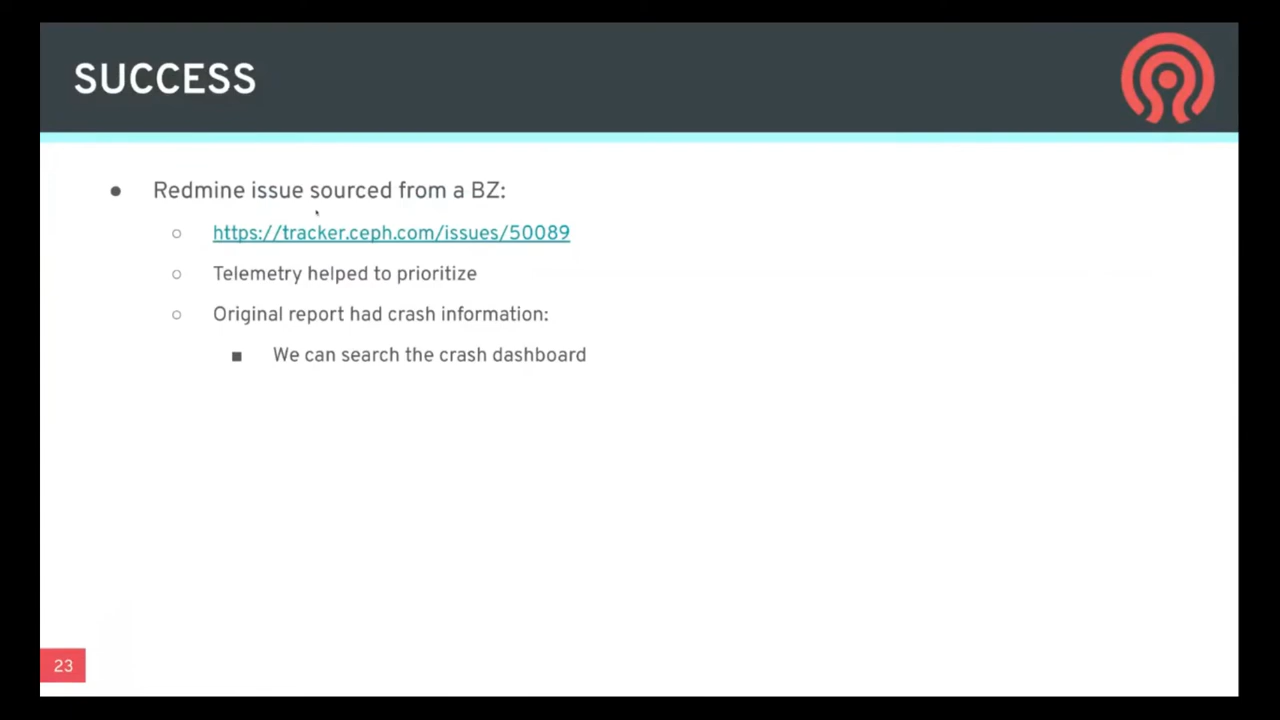 SUCCESS
● Redmine issue sourced from a BZ:
○ https://tracker.ceph.com/issues/50089
○ Telemetry helped to prioritize
○ Original report had crash information:
■ We can search the crash dashboard
23